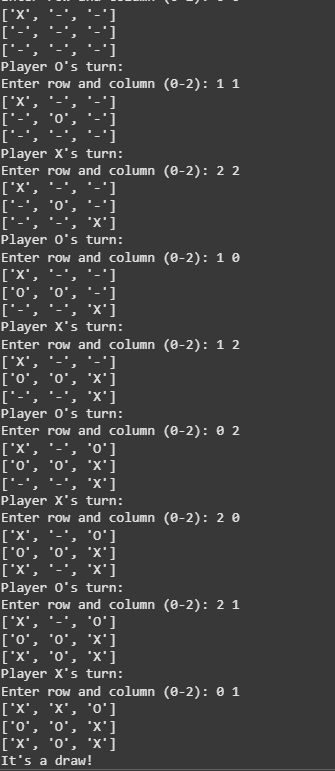 ['X', '-', '-']
['-', '-', '-']
['-', '-', '-']
Player O's turn:
Enter row and column (0-2): 1 1
['X', '-', '-']
['-', 'O', '-']
['-', '-', '-']
Player X's turn:
Enter row and column (0-2): 2 2
['X', '-', '-']
['-', 'O', '-']
['-', '-', 'X']
Player O's turn:
Enter row and column (0-2): 1 0
['X', '-', '-']
['O', 'O', '-']
['-', '-', 'X']
Player X's turn:
Enter row and column (0-2): 1 2
['X', '-', '-']
['O', 'O', 'X']
['-', '-', 'X']
Player O's turn:
Enter row and column (0-2): 0 2
['X', '-', 'O']
['O', 'O', 'X']
['-', '-', 'X']
Player X's turn:
Enter row and column (0-2): 2 0
['X', '-', 'O']
['O', 'O', 'X']
['X', '-', 'X']
Player O's turn:
Enter row and column (0-2): 2 1
['X', '-', 'O']
['O', 'O', 'X']
['X', 'O', 'X']
Player X's turn:
Enter row and column (0-2): 0 1
['X', 'X', 'O']
['O', 'O', 'X']
['X', 'O', 'X']
It's a draw!